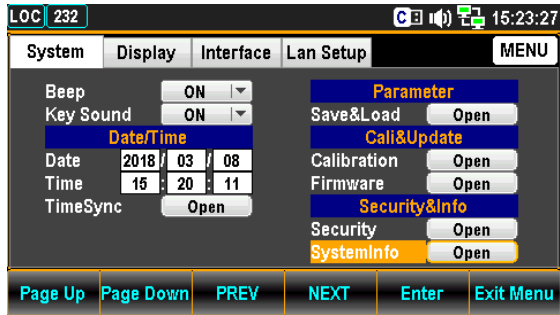 LOC 232 C 15:23:27
System Display Interface Lan Setup MENU
Beep ON
Key Sound ON
Date/Time
Date 2018 / 03 / 08
Time 15 : 20 : 11
TimeSync Open
Parameter
Save&Load Open
Cali&Update
Calibration Open
Firmware Open
Security&Info
Security Open
SystemInfo Open
Page Up Page Down PREV NEXT Enter Exit Menu